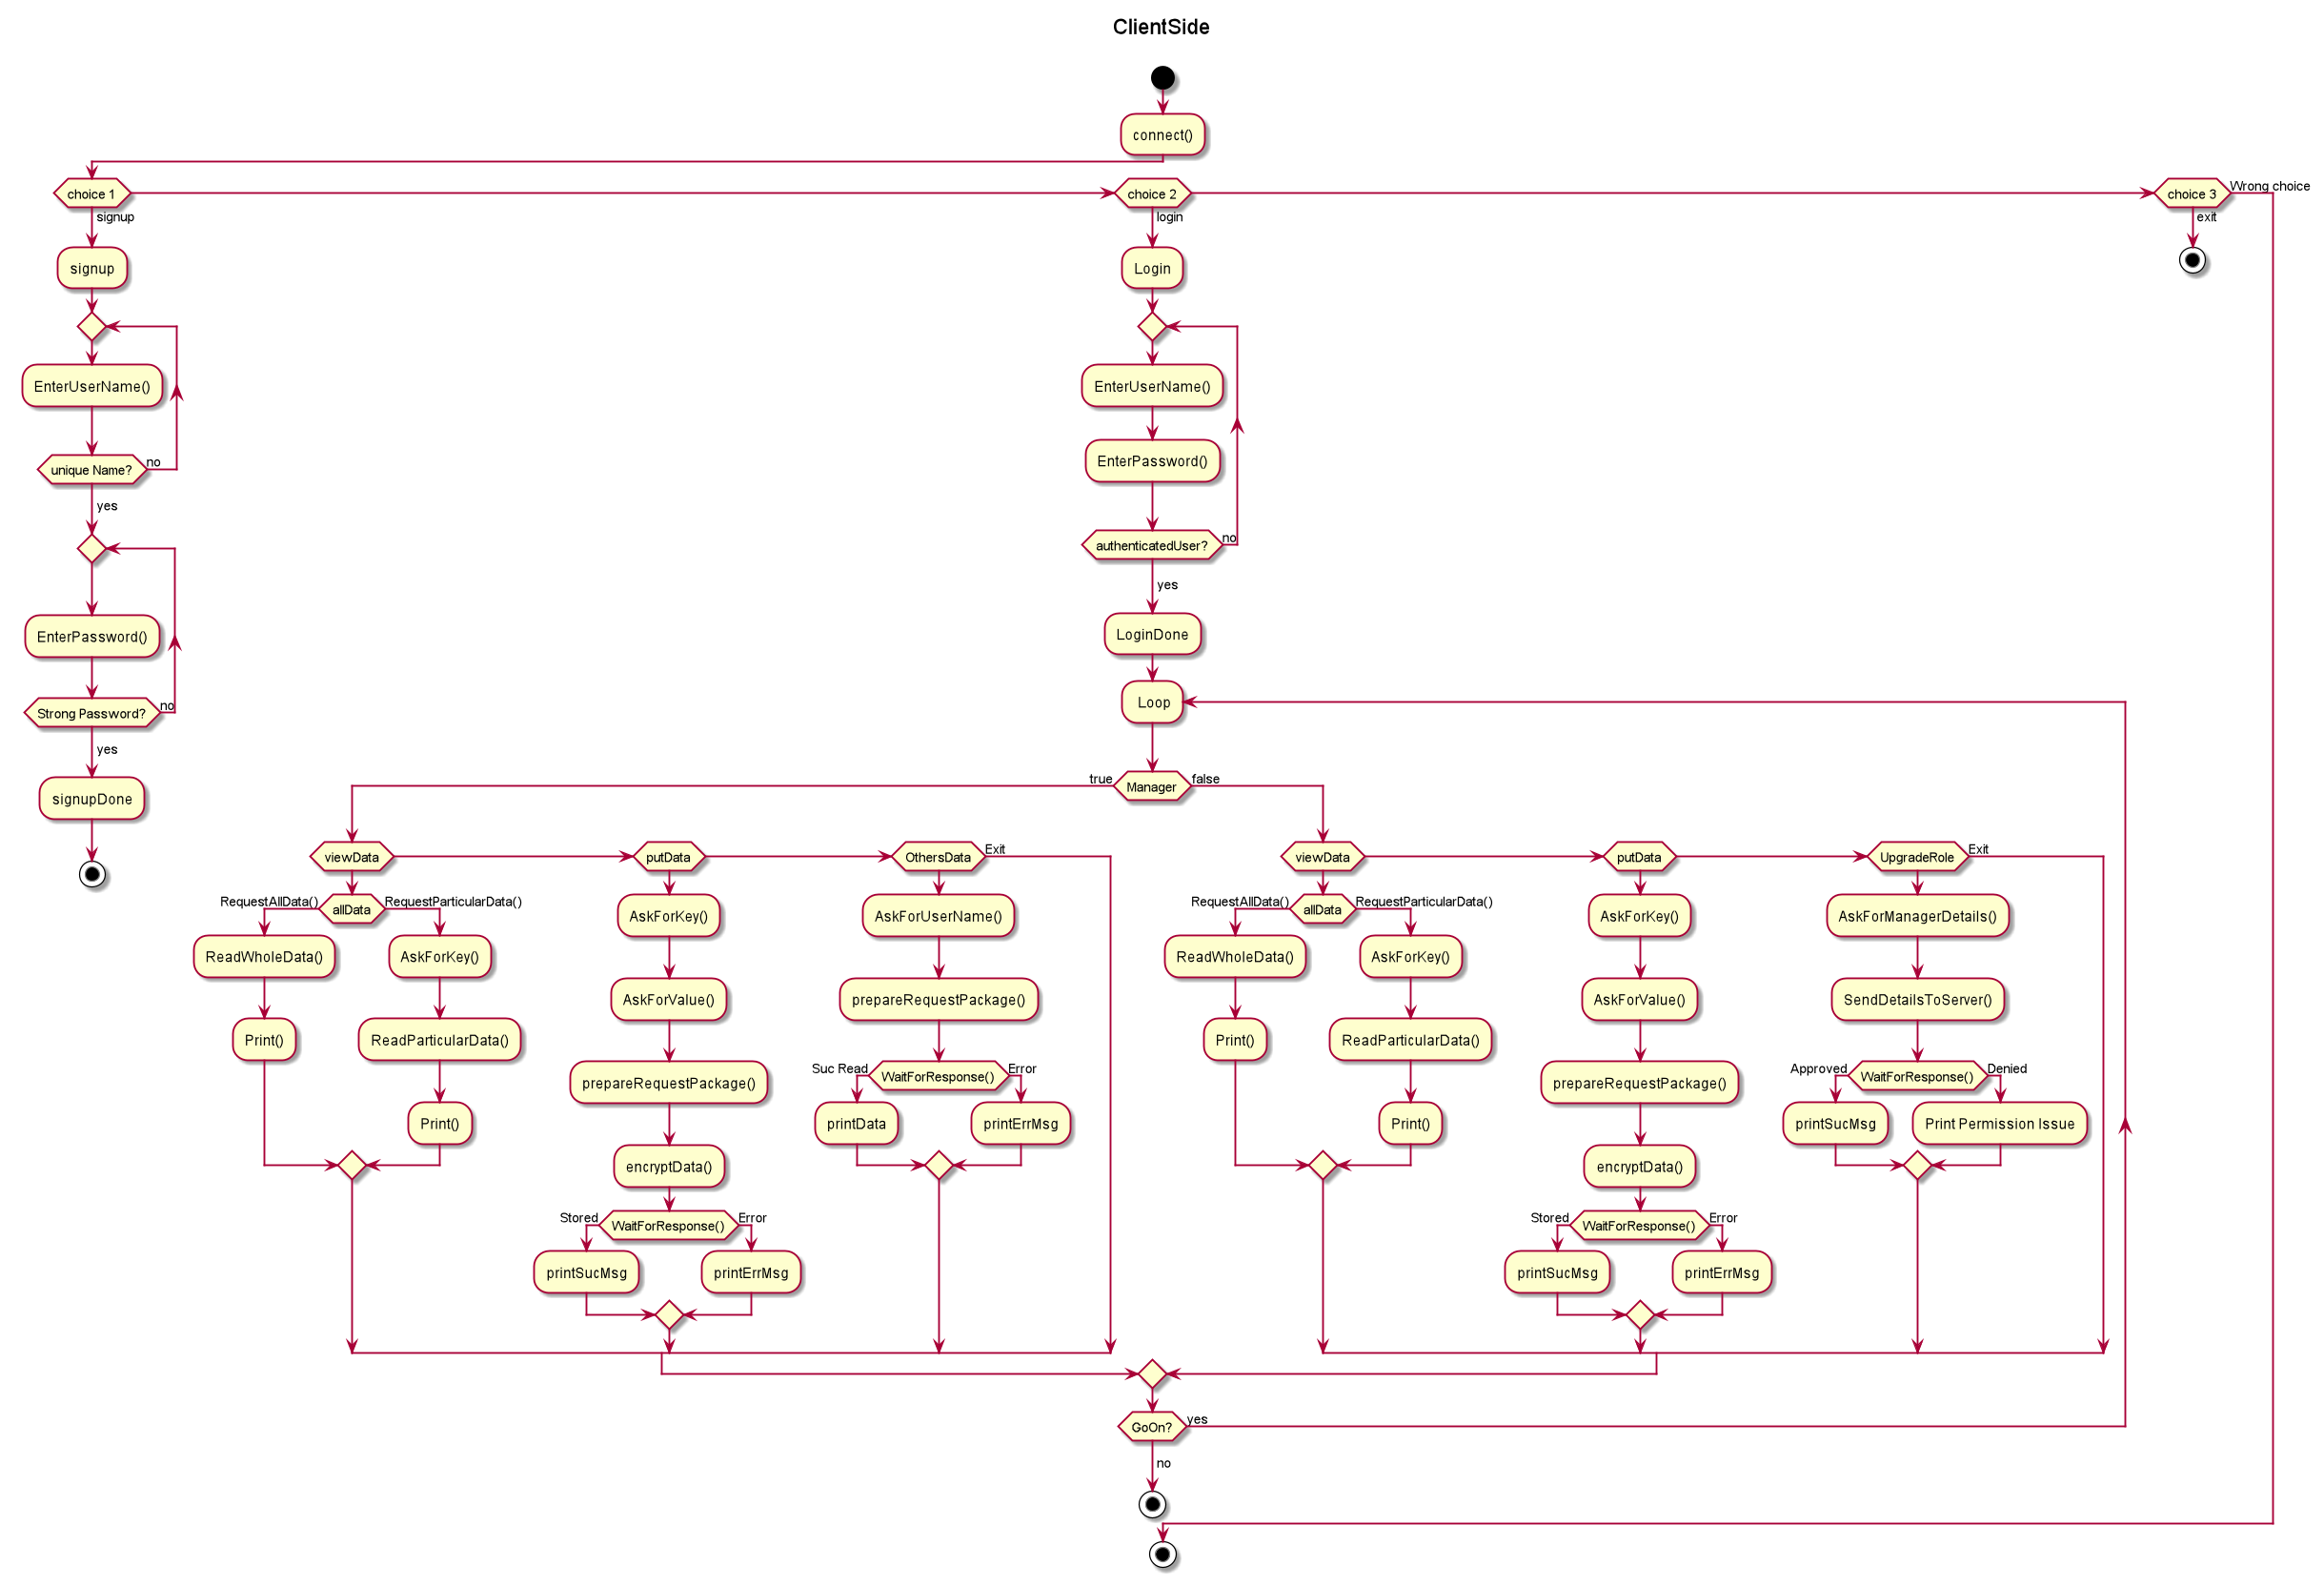 ClientSide
connect()
choice 1
choice 2
choice 3
Wrong choice
signup
login
exit
signup
Login
EnterUserName()
EnterUserName()
unique Name?
no
EnterPassword()
yes
authenticatedUser?
no
yes
EnterPassword()
LoginDone
Strong Password?
no
Loop
yes
signupDone
true
Manager
false
viewData
putData
OthersData
Exit
viewData
putData
UpgradeRole
Exit
RequestAllData()
allData
RequestParticularData()
AskForKey()
AskForUserName()
RequestAllData()
allData
RequestParticularData()
AskForKey()
AskForManagerDetails()
ReadWholeData()
AskForKey()
ReadWholeData()
AskForKey()
AskForValue()
prepareRequestPackage()
AskForValue()
SendDetailsToServer()
Print()
ReadParticularData()
Print()
ReadParticularData()
prepareRequestPackage()
Suc Read
WaitForResponse()
Error
prepareRequestPackage()
Approved
WaitForResponse()
Denied
Print()
printData
printErrMsg
Print()
printSucMsg
Print Permission Issue
encryptData()
encryptData()
Stored
WaitForResponse()
Error
Stored
WaitForResponse()
Error
printSucMsg
printErrMsg
printSucMsg
printErrMsg
GoOn?
yes
no